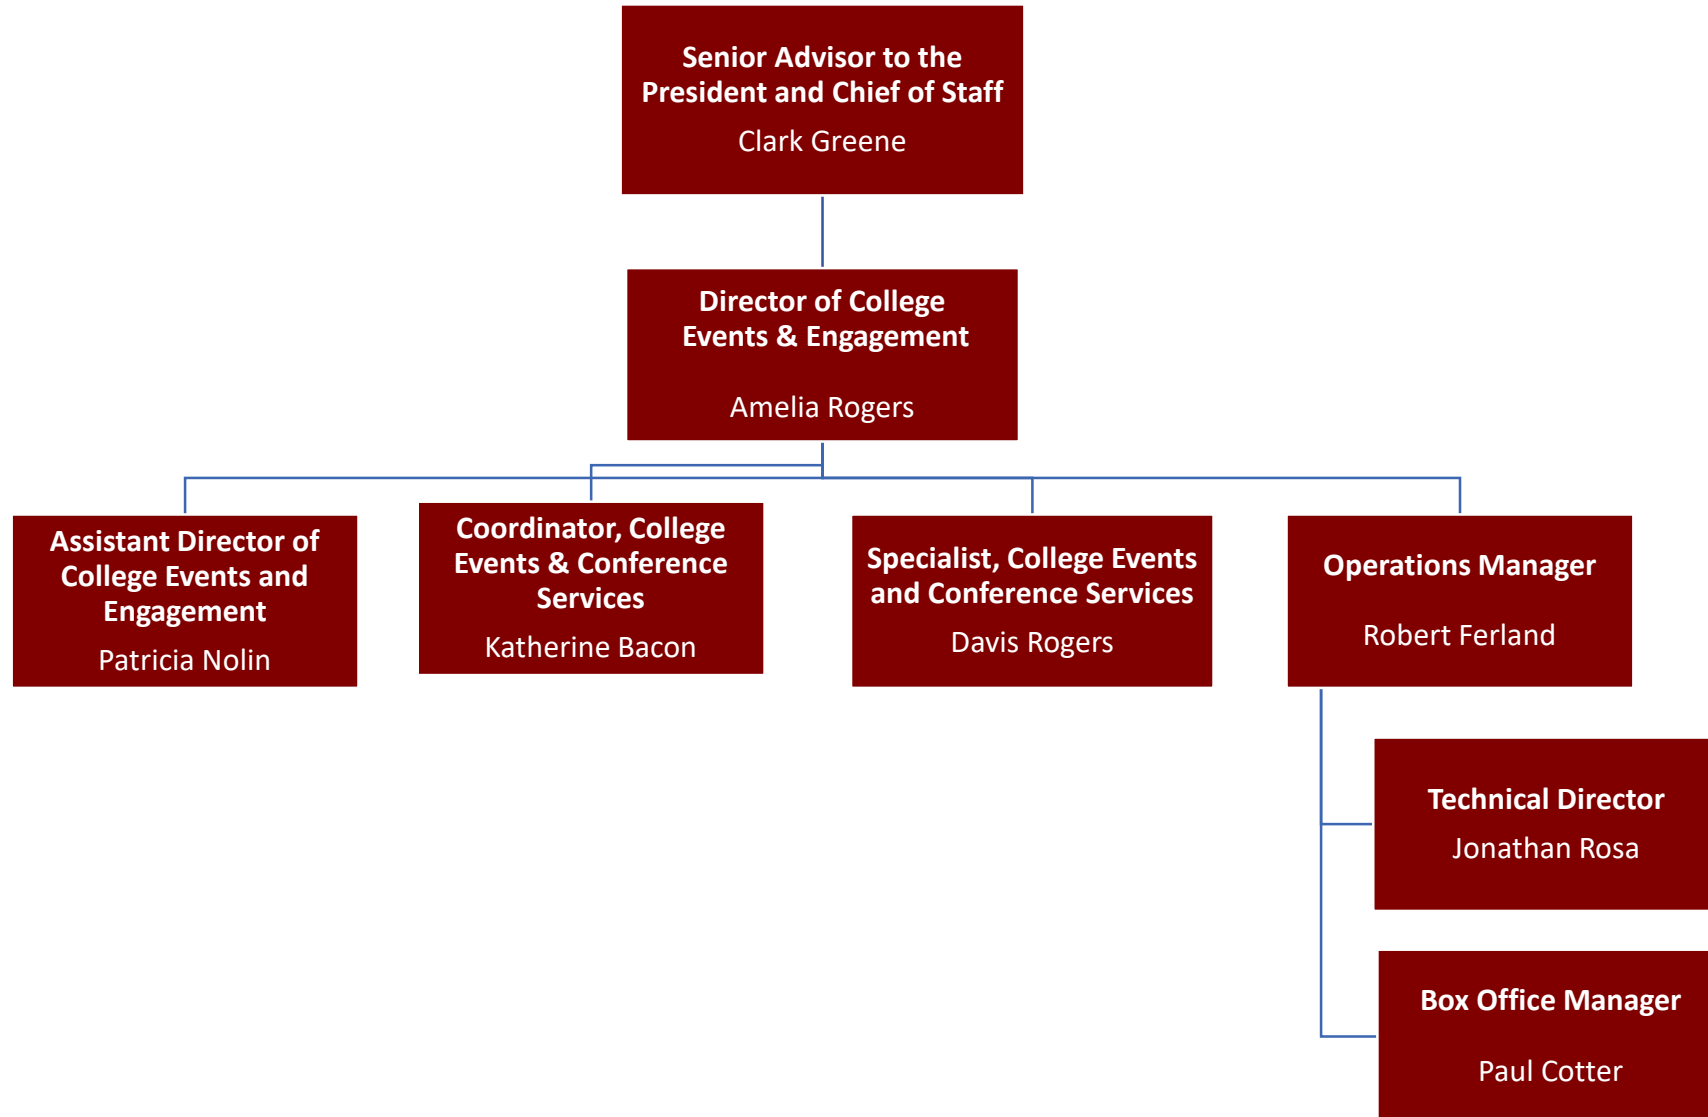 Senior Advisor to the
President and Chief of Staff
Clark Greene
Director of College
Events & Engagement
Amelia Rogers
Assistant Director of
College Events and
Engagement
Patricia Nolin
Coordinator, College
Events & Conference
Services
Katherine Bacon
Specialist, College Events
and Conference Services
Davis Rogers
Operations Manager
Robert Ferland
Technical Director
Jonathan Rosa
Box Office Manager
Paul Cotter